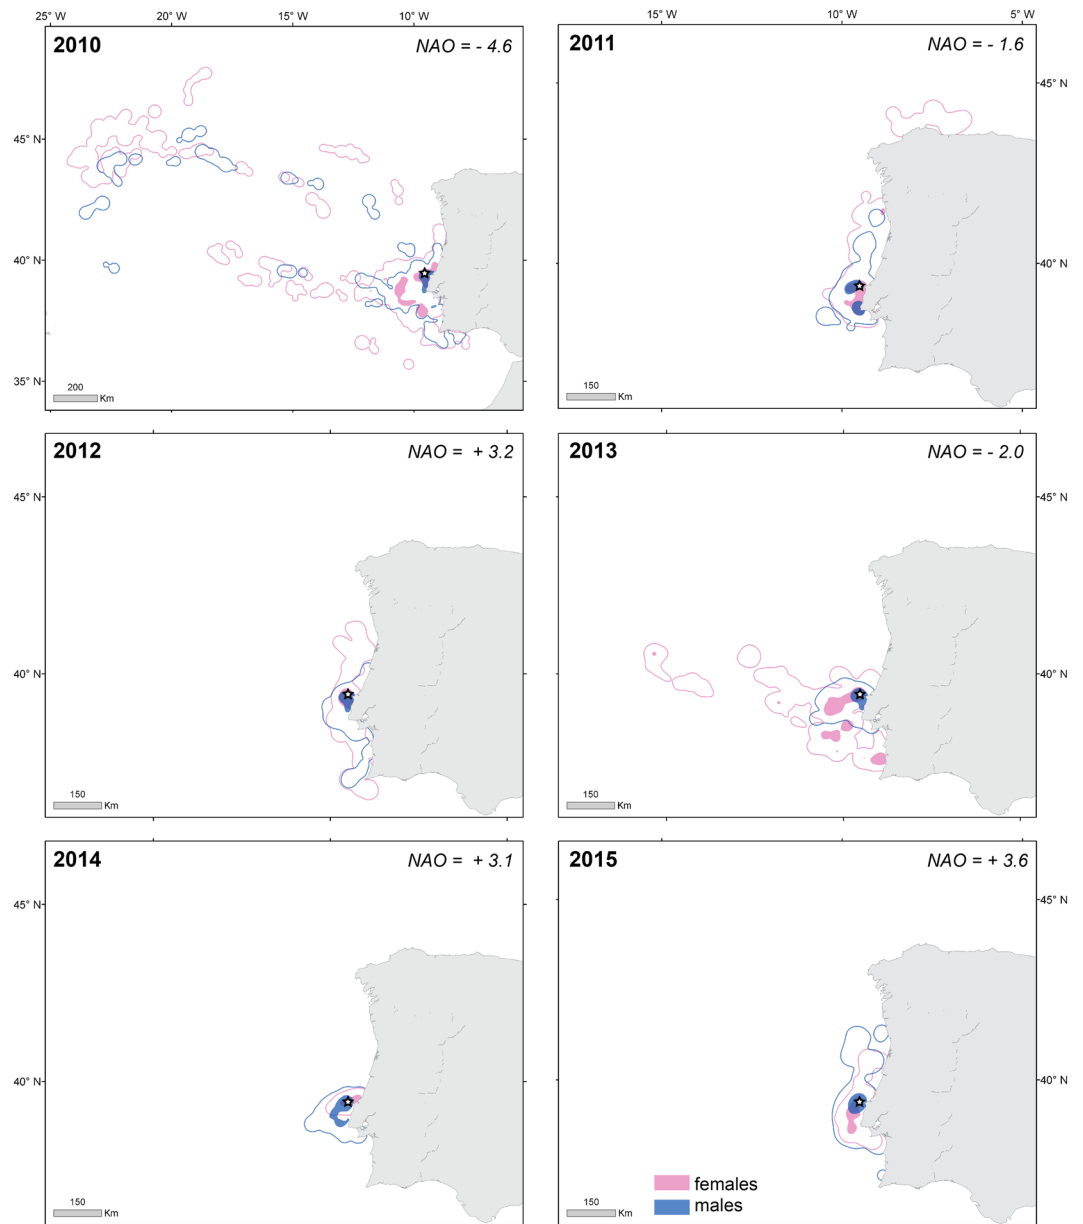 25° W 20° W 15° W 10° W
15° W 10° W 5° W
2010 NAO = - 4.6
2011 NAO = - 1.6
45° N
40° N
35° N
45° N
40° N
200
Km
150
Km
2012 NAO = + 3.2
2013 NAO = - 2.0
45° N
40° N
45° N
40° N
150
Km
150
Km
2014 NAO = + 3.1
2015 NAO = + 3.6
45° N
40° N
45° N
40° N
females
males
150
Km
150
Km